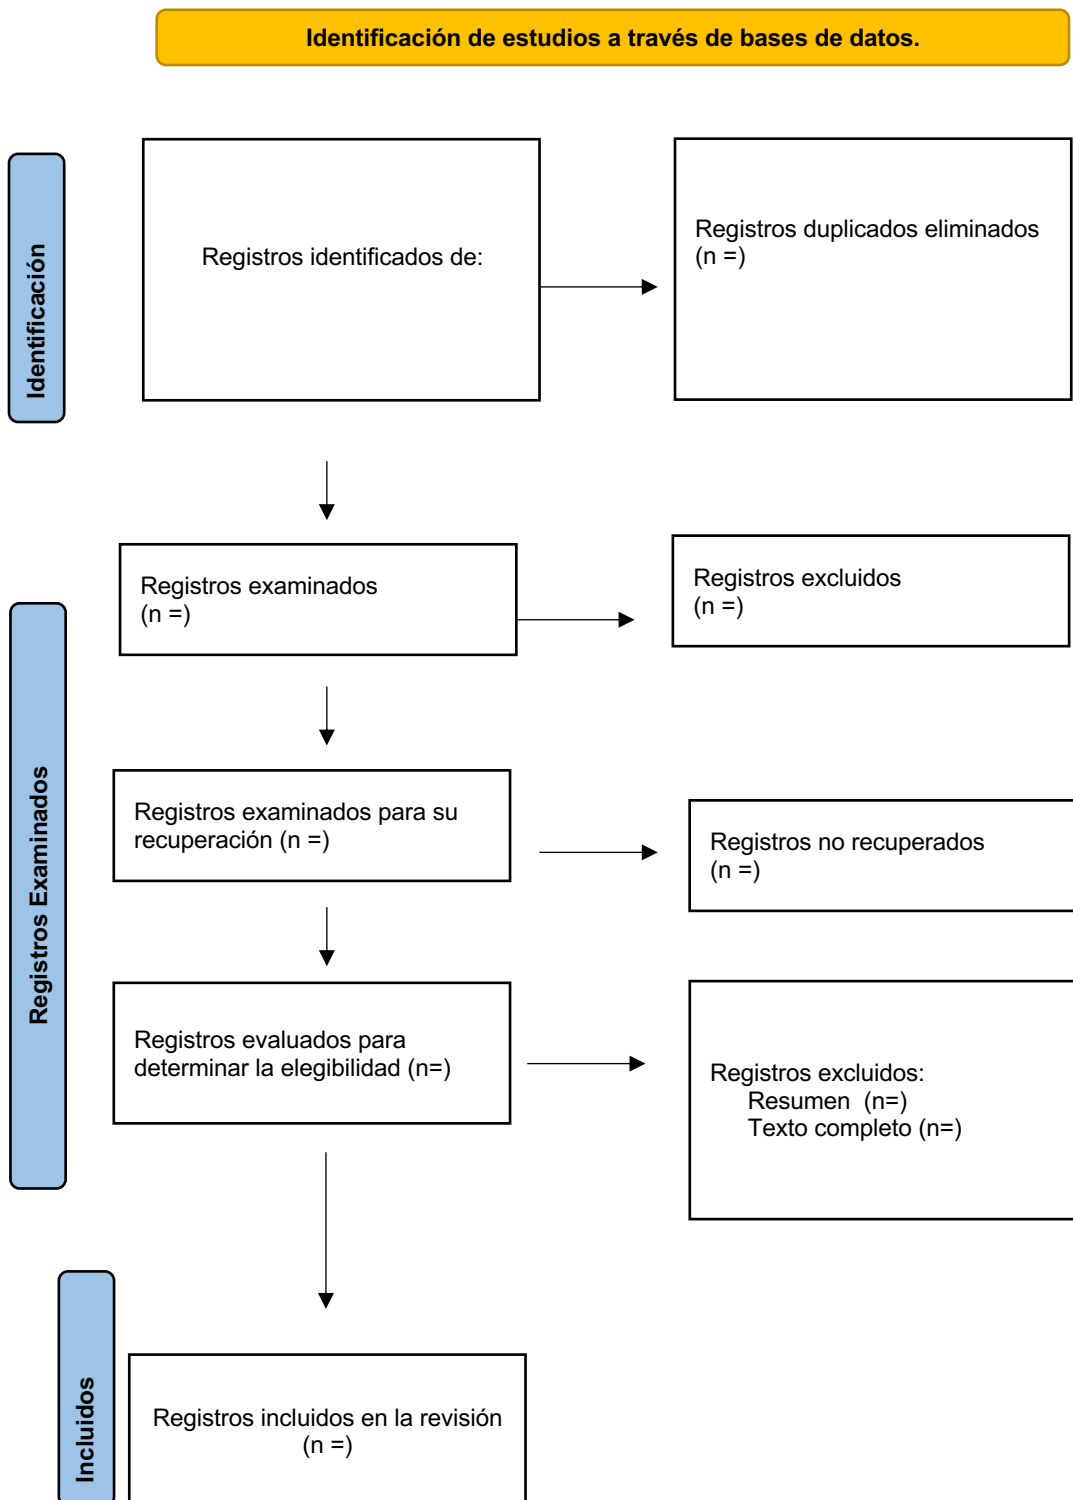 Identificación de estudios a través de bases de datos.
Identificación
Registros identificados de:
Registros duplicados eliminados
(n =)
Registros Examinados
Registros examinados
(n =)
Registros excluidos
(n =)
Registros examinados para su
recuperación (n =)
Registros no recuperados
(n =)
Registros evaluados para
determinar la elegibilidad (n=)
Registros excluidos:
Resumen  (n=)
Texto completo (n=)
Incluidos
Registros incluidos en la revisión
(n =)